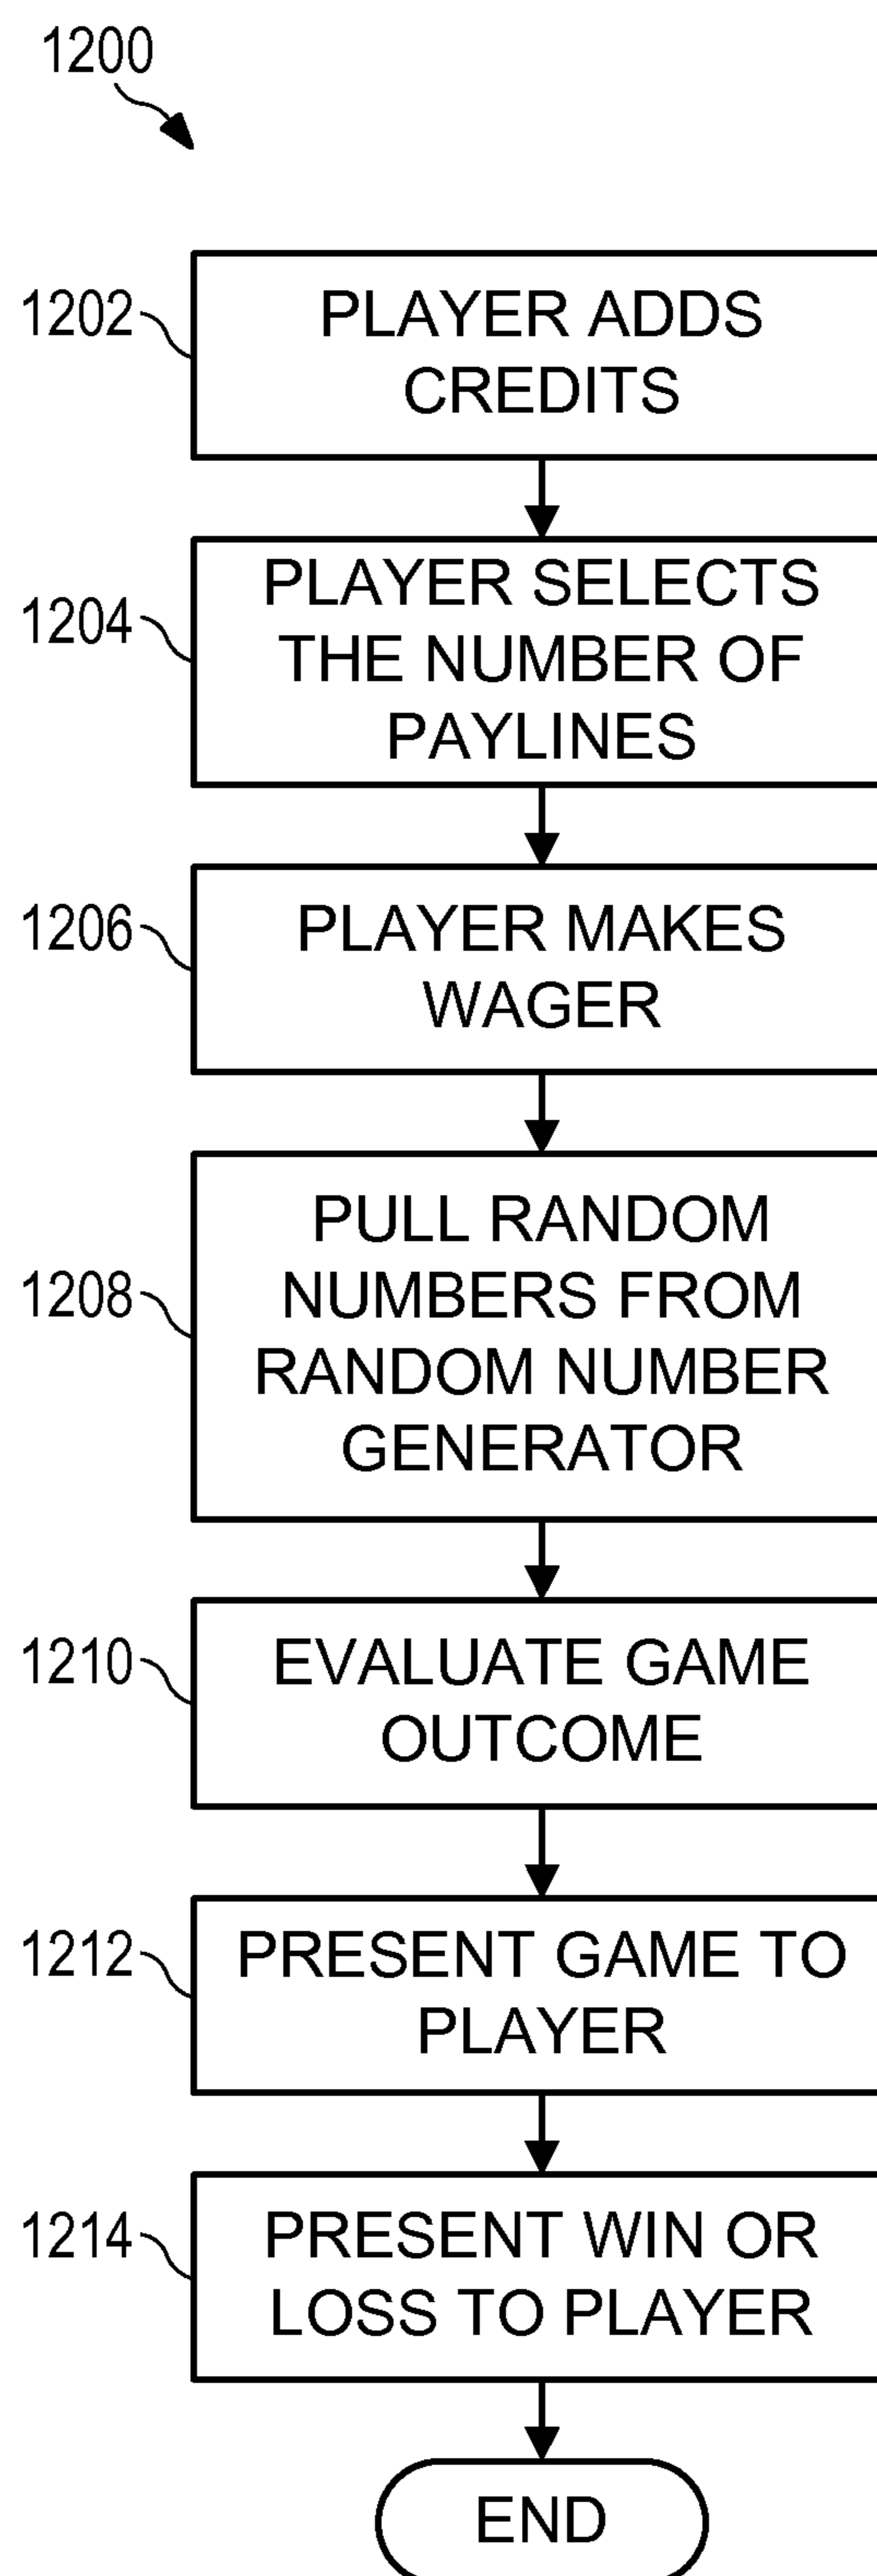 1200
1202
PLAYER ADDS
CREDITS
1204
PLAYER SELECTS
THE NUMBER OF
PAYLINES
1206
PLAYER MAKES
WAGER
1208
PULL RANDOM
NUMBERS FROM
RANDOM NUMBER
GENERATOR
1210
EVALUATE GAME
OUTCOME
1212
PRESENT GAME TO
PLAYER
1214
PRESENT WIN OR
LOSS TO PLAYER
END